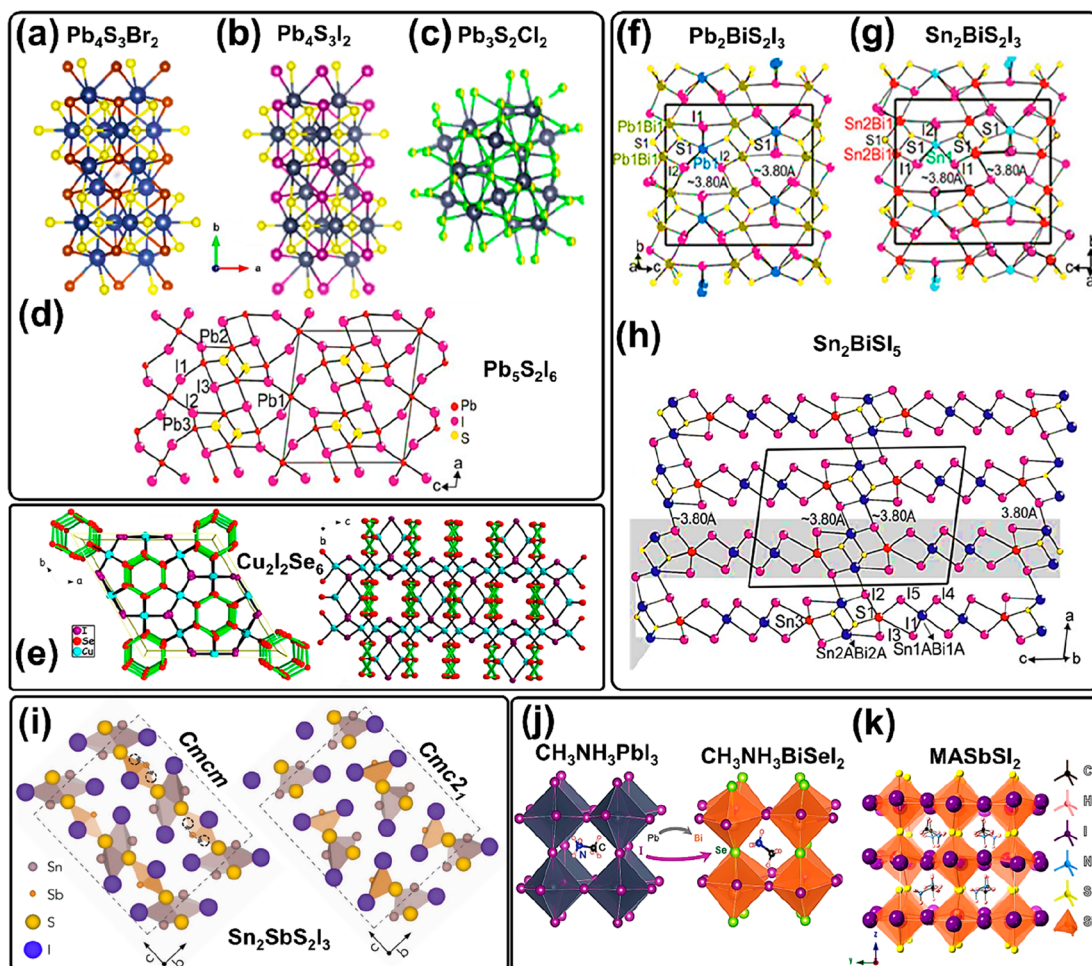 (a) Pb4S3Br2
(b) Pb4S3I2
(c) Pb3S2Cl2
b
a
(d)
Pb2
I1
I3
I2
Pb1
Pb3
Pb5S2I6
Pb
I
S
a
c
(e)
Cu2I2Se6
b
a
c
b
I
Se
Cu
(f) Pb2BiS2I3
Pb1Bi1
I1
S1
S1
S1
Pb1
Pb1Bi1
I2
I2
~3.80A
~3.80A
b
a
c
(g) Sn2BiS2I3
Sn2Bi1
I2
S1
S1
S1
Sn1
Sn2Bi1
I1
I1
~3.80A
~3.80A
c
a
(h) Sn2BiSI5
~3.80A
~3.80A
~3.80A
3.80A
I2
I5
I4
Sn3
S1
I3
I1
Sn2ABi2A
Sn1ABi1A
a
c
b
(i)
Cmcm
Cmc21
Sn
Sb
S
I
Sn2SbS2I3
c
b
c
b
(j)
CH3NH3PbI3
CH3NH3BiSeI2
Pb
Bi
I
Se
N
C
(k) MASbSI2
C
H
I
N
S
S
z
y